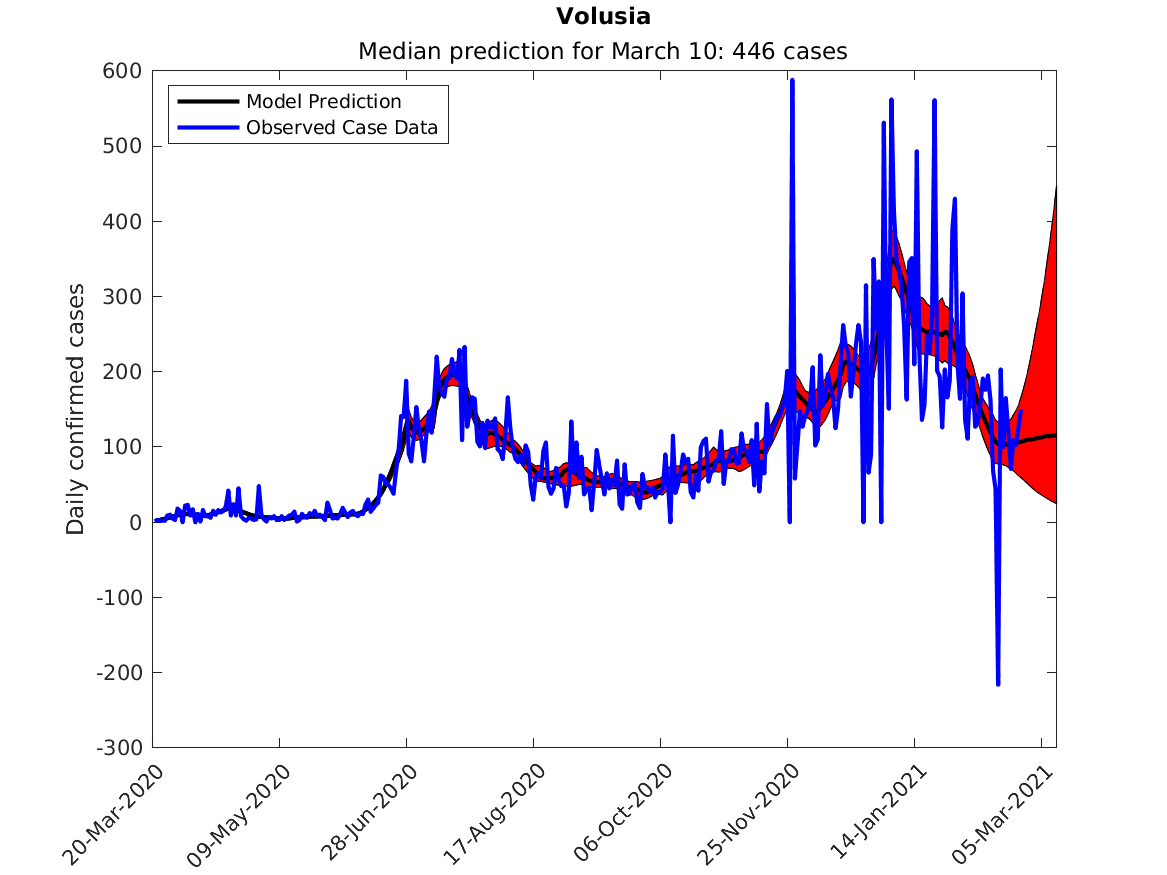 Volusia
Median prediction for March 10: 446 cases
Model Prediction
Observed Case Data
Daily confirmed cases
600
500
400
300
200
100
0
-100
-200
-300
20-Mar-2020
09-May-2020
28-Jun-2020
17-Aug-2020
06-Oct-2020
25-Nov-2020
14-Jan-2021
05-Mar-2021